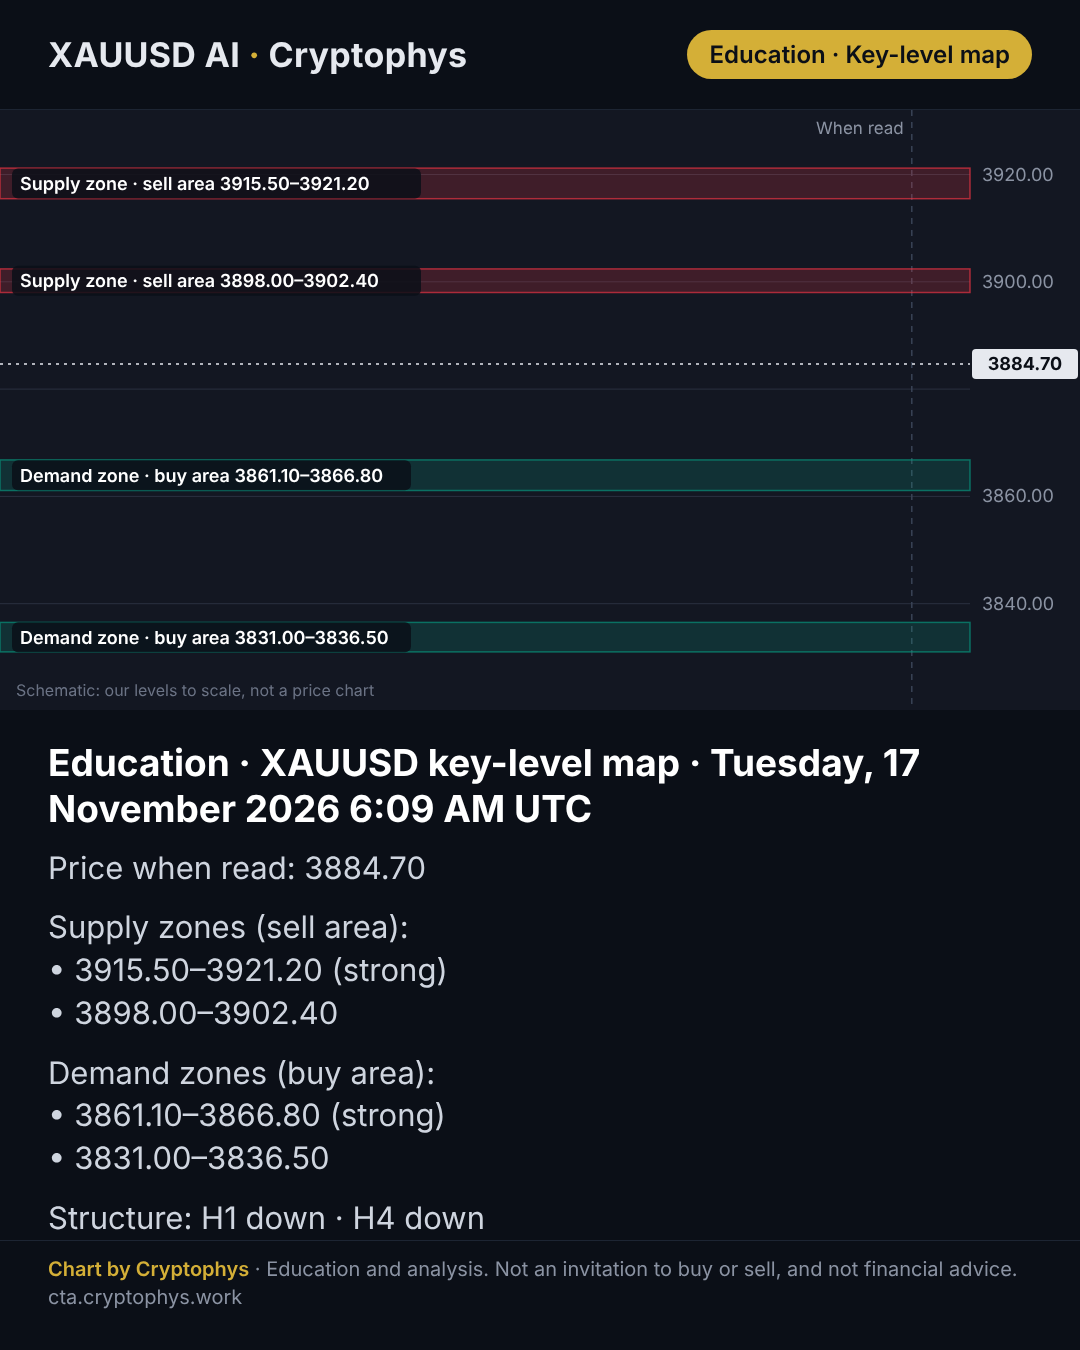 XAUUSD AI · Cryptophys
Education · Key-level map
When read
Supply zone · sell area 3915.50–3921.20
3920.00
Supply zone · sell area 3898.00–3902.40
3900.00
3884.70
Demand zone · buy area 3861.10–3866.80
3860.00
3840.00
Demand zone · buy area 3831.00–3836.50
Schematic: our levels to scale, not a price chart
Education · XAUUSD key-level map · Tuesday, 17
November 2026 6:09 AM UTC
Price when read: 3884.70
Supply zones (sell area):
• 3915.50–3921.20 (strong)
• 3898.00–3902.40
Demand zones (buy area):
• 3861.10–3866.80 (strong)
• 3831.00–3836.50
Structure: H1 down · H4 down
Chart by Cryptophys · Education and analysis. Not an invitation to buy or sell, and not financial advice.
cta.cryptophys.work